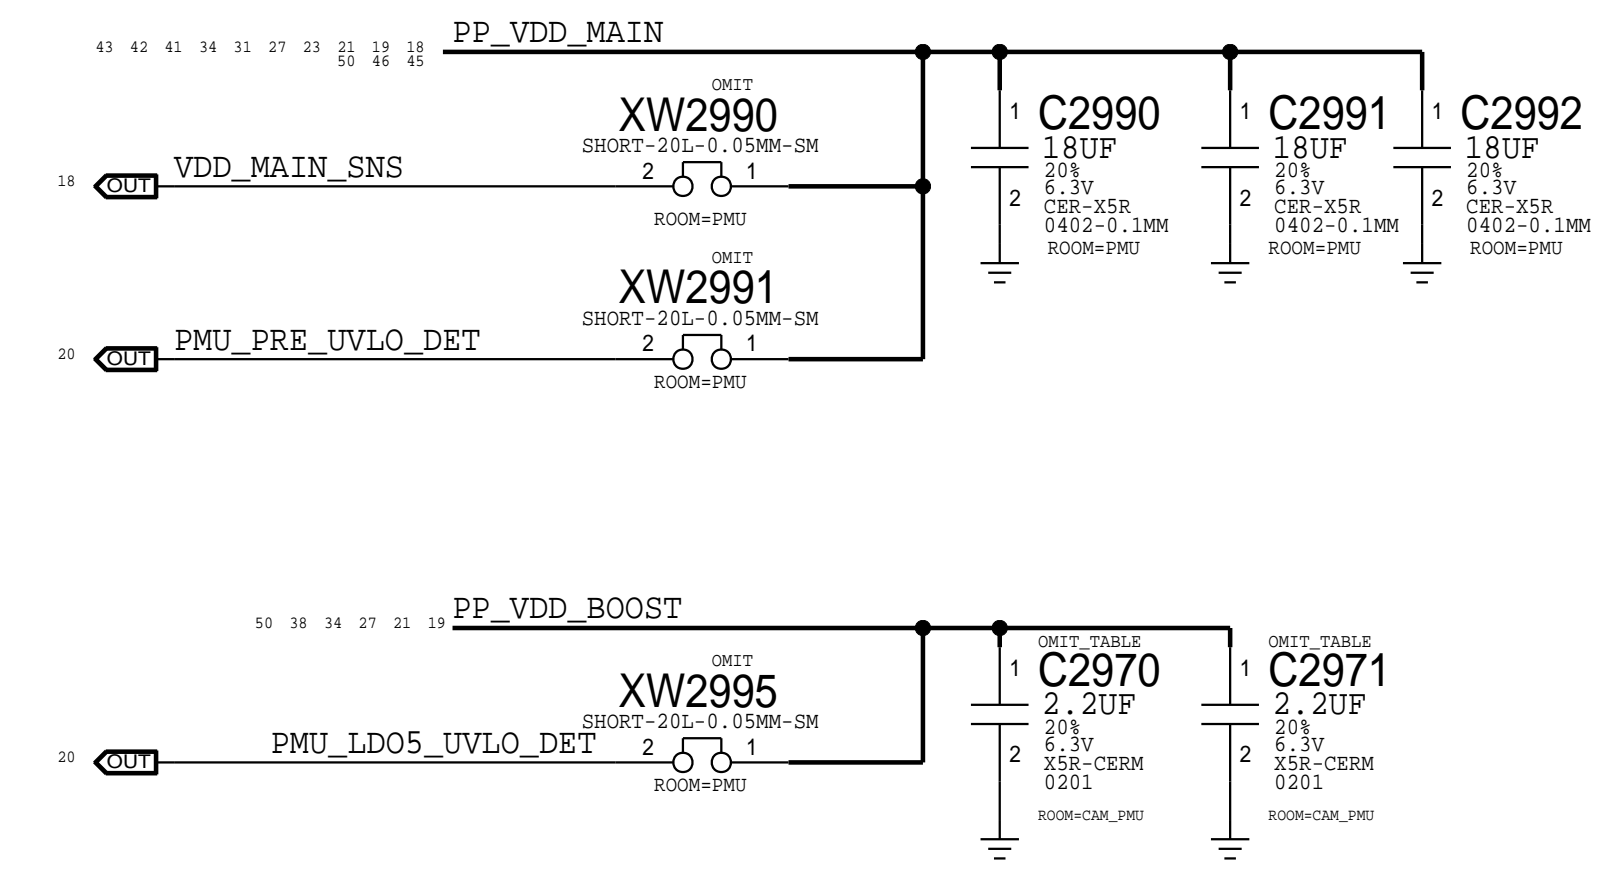 PP_VDD_MAIN
43 42 41 34 31 27 23 21 19 18
50 46 45
OMIT
XW2990
SHORT-20L-0.05MM-SM
VDD_MAIN_SNS
2 1
18 OUT
ROOM=PMU
1 C2990
18UF
20%
6.3V
2 CER-X5R
0402-0.1MM
ROOM=PMU
1 C2991
18UF
20%
6.3V
2 CER-X5R
0402-0.1MM
ROOM=PMU
1 C2992
18UF
20%
6.3V
2 CER-X5R
0402-0.1MM
ROOM=PMU
OMIT
XW2991
SHORT-20L-0.05MM-SM
PMU_PRE_UVLO_DET
2 1
20 OUT
ROOM=PMU
PP_VDD_BOOST
50 38 34 27 21 19
OMIT
XW2995
SHORT-20L-0.05MM-SM
PMU_LDO5_UVLO_DET
2 1
20 OUT
ROOM=PMU
OMIT_TABLE
1 C2970
2.2UF
20%
6.3V
2 X5R-CERM
0201
ROOM=CAM_PMU
OMIT_TABLE
1 C2971
2.2UF
20%
6.3V
2 X5R-CERM
0201
ROOM=CAM_PMU